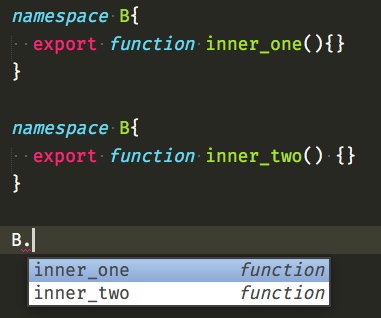 namespace B{
  export function inner_one(){}
}
namespace B{
  export function inner_two() {}
}
B.
inner_one function
inner_two function